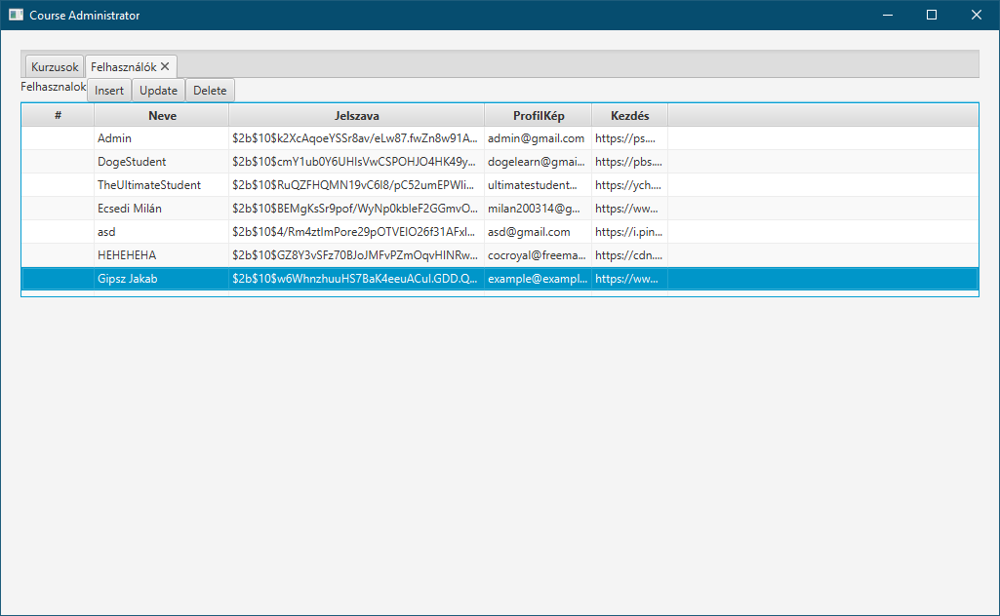 Course Administrator
Kurzusok Felhasználók
Felhasznalok Insert Update Delete
# Neve Jelszava ProfilKép Kezdés
Admin $2b$10$k2XcAqoeYSSr8av/eLw87.fwZn8w91A... admin@gmail.com https://ps....
DogeStudent $2b$10$cmY1ub0Y6UHIsVwCSPOHJO4HK49y... dogelearn@gmai... https://pbs....
TheUltimateStudent $2b$10$RuQZFHQMN19vC6I8/pC52umEPWIi... ultimatestudent... https://ych....
Ecsedi Milán $2b$10$BEMgKsSr9pof/WyNp0kbleF2GGmvO... milan200314@g... https://ww...
asd $2b$10$4/Rm4ztImPore29pOTVEIO26f31AFxI... asd@gmail.com https://i.pin...
HEHEHEHA $2b$10$GZ8Y3vSFz70BJoJMFvPZmOqvHINRw... cocroyal@freema... https://cdn....
Gipsz Jakab $2b$10$w6WhnzhuuHS7BaK4eeuACuI.GDD.Q... example@exampl... https://ww...